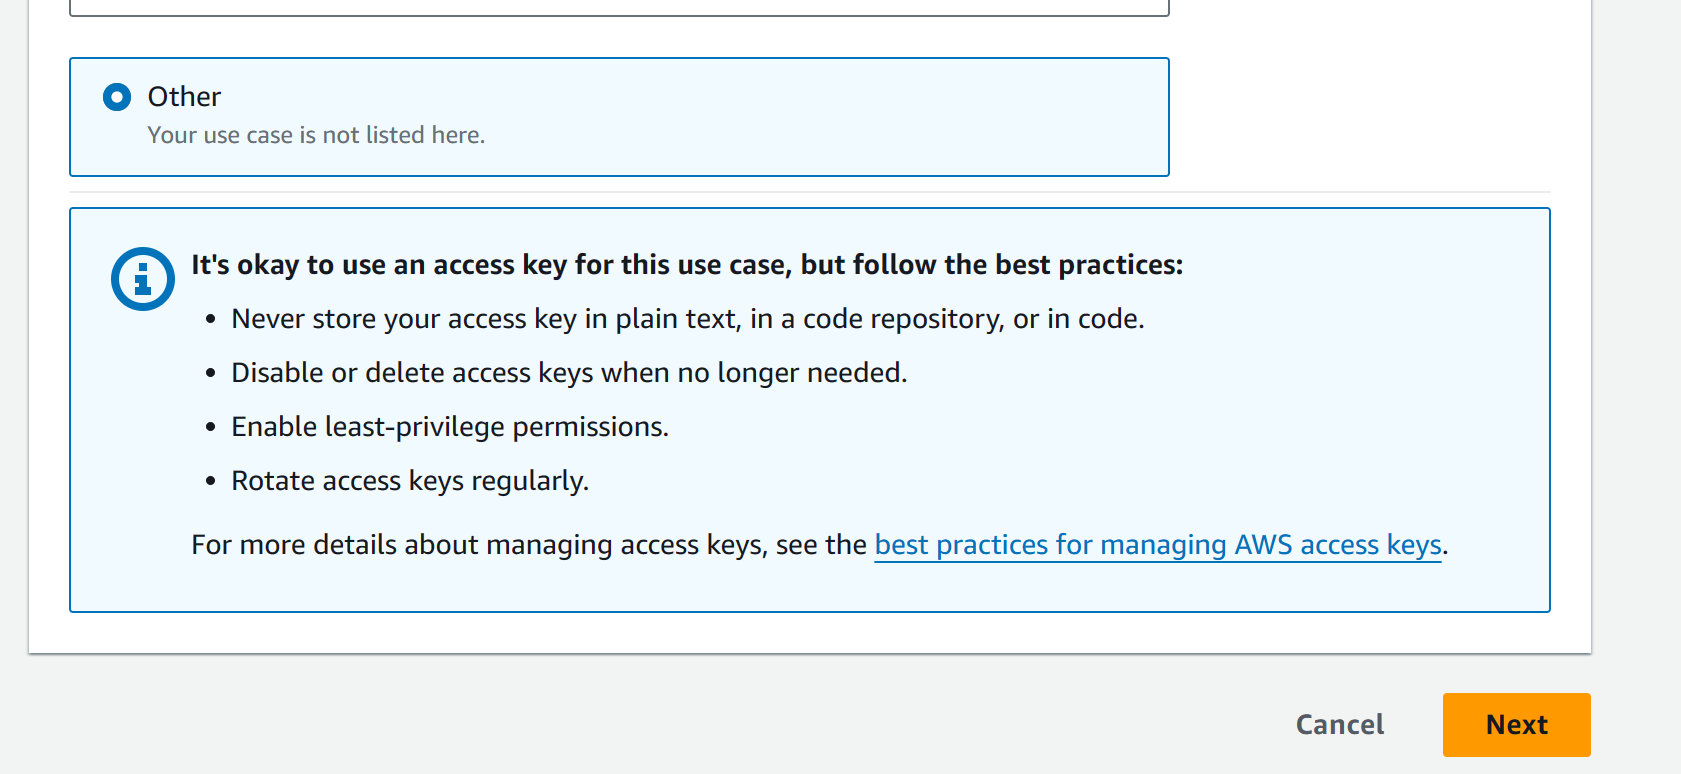 Other
Your use case is not listed here.
It's okay to use an access key for this use case, but follow the best practices:
• Never store your access key in plain text, in a code repository, or in code.
• Disable or delete access keys when no longer needed.
• Enable least-privilege permissions.
• Rotate access keys regularly.
For more details about managing access keys, see the best practices for managing AWS access keys.
Cancel
Next